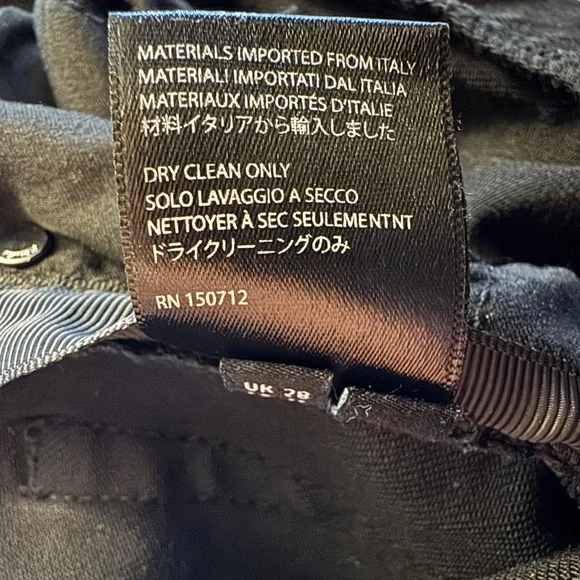 MATERIALS IMPORTED FROM ITALY
MATERIALI IMPORTATI DAL ITALIA
MATERIAUX IMPORTÉS D'ITALIE
材料イタリアから輸入しました
DRY CLEAN ONLY
SOLO LAVAGGIO A SECCO
NETTOYER À SEC SEULEMENTNT
ドライクリーニングのみ
RN 150712
UK 28